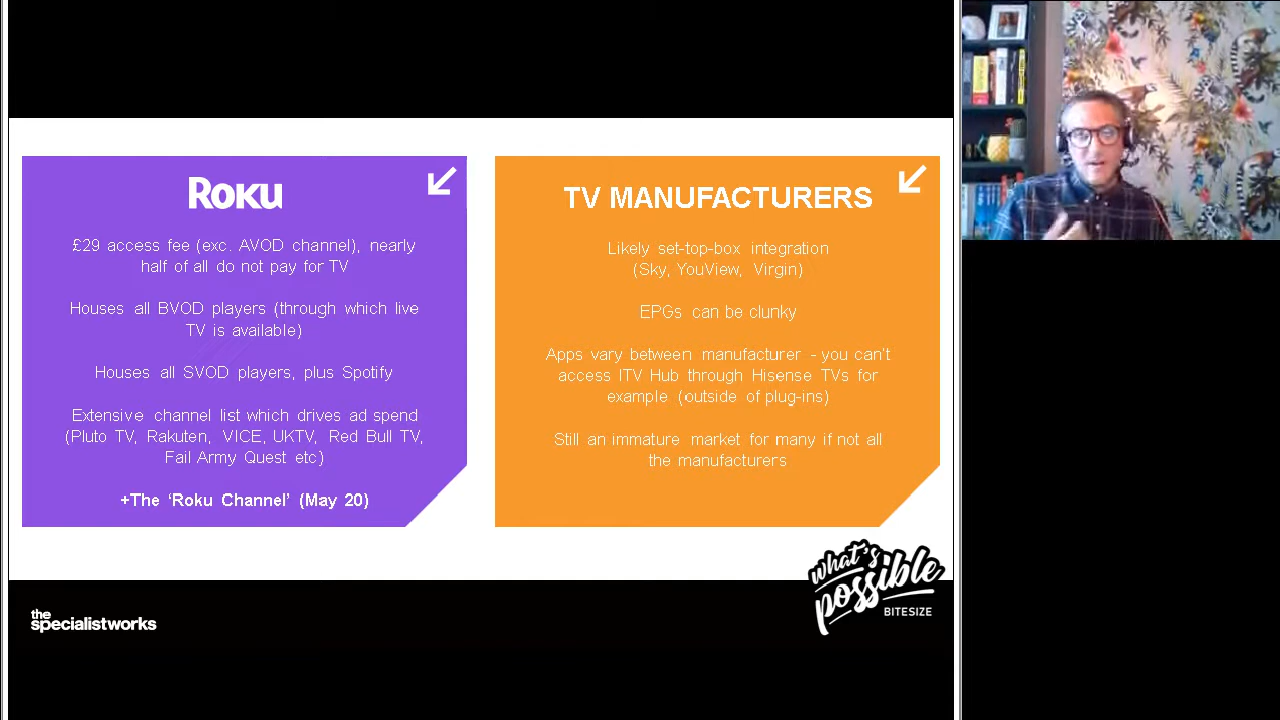 ROKU
£29 access fee (exc. AVOD channel), nearly
half of all do not pay for TV
Houses all BVOD players (through which live
TV is available)
Houses all SVOD players, plus Spotify
Extensive channel list which drives ad spend
(Pluto TV, Rakuten, VICE, UKTV, Red Bull TV,
Fail Army Quest etc)
+The ‘Roku Channel’ (May 20)
TV MANUFACTURERS
Likely set-top-box integration
(Sky, YouView, Virgin)
EPGs can be clunky
Apps vary between manufacturer - you can't
access ITV Hub through Hisense TVs for
example (outside of plug-ins)
Still an immature market for many if not all
the manufacturers
the
specialistworks
what's
possible
BITESIZE